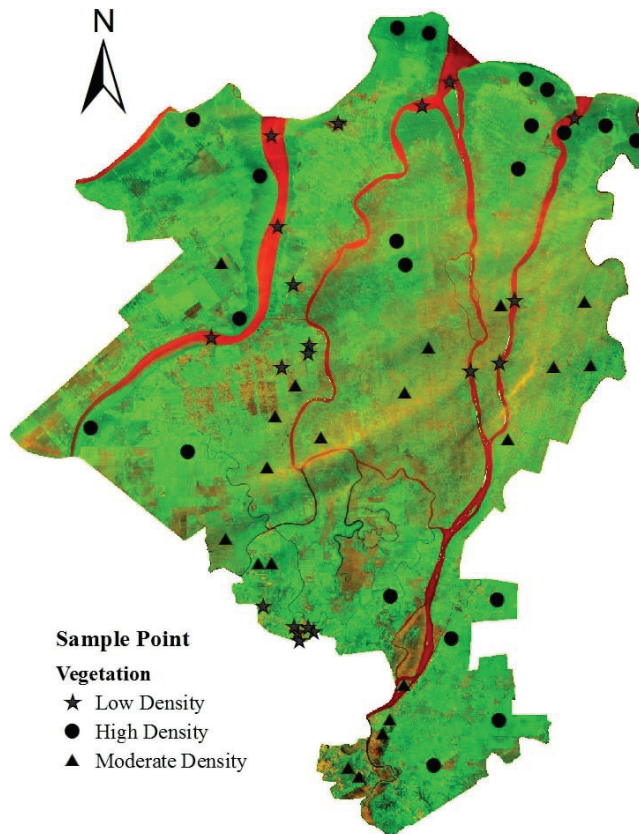 N
Sample Point
Vegetation
Low Density
High Density
Moderate Density